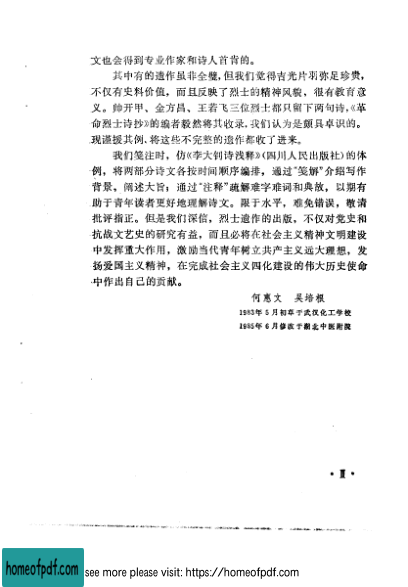 文也会得到专业作家和诗人首肯的。
其中有的遗作虽非全璧,但我们觉得吉光片羽弥足珍贵,
不仅有史料价值,而且反映了烈士的精神风貌,很有教育意
义。帅开甲、金方昌、王若飞三位烈士都只留下两句诗,《革
命烈士诗抄》的编者毅然将其收录,我们认为是颇具卓识的。
现谨援其例,将这些不完整的遗作都收了进来。
我们笺注时,仿《李大钊诗浅释》(四川人民出版社)的体
例,将两部分诗文各按时间顺序编排,通过“笺解”介绍写作
背景,阐述大旨;通过“注释”疏解难字难词和典故,以期有
助于青年读者更好地理解诗文。限于水平,难免错误,敬请
批评指正。但是我们深信,烈士遗作的出版,不仅对党史和
抗战文艺史的研究有益,而且必将在社会主义精神文明建设
中发挥重大作用,激励当代青年树立共产主义远大理想,发
扬爱国主义精神,在完成社会主义四化建设的伟大历史使命
中作出自己的贡献。
何惠文 吴培根
1983年5月初草于武汉化工学校
1985年6月修改于湖北中医附院
·Ⅱ·
homeofpdf.com
see more please visit: https://homeofpdf.com